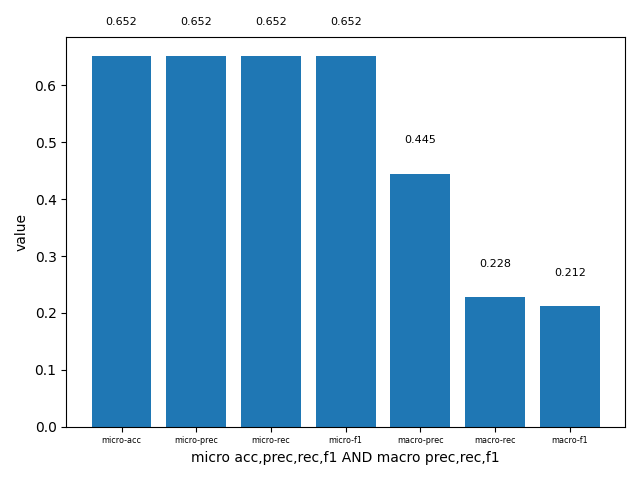 0.652 0.652 0.652 0.652
0.445
0.228
0.212
value
0.6
0.5
0.4
0.3
0.2
0.1
0.0
micro-acc micro-prec micro-rec micro-f1 macro-prec macro-rec macro-f1
micro acc,prec,rec,f1 AND macro prec,rec,f1